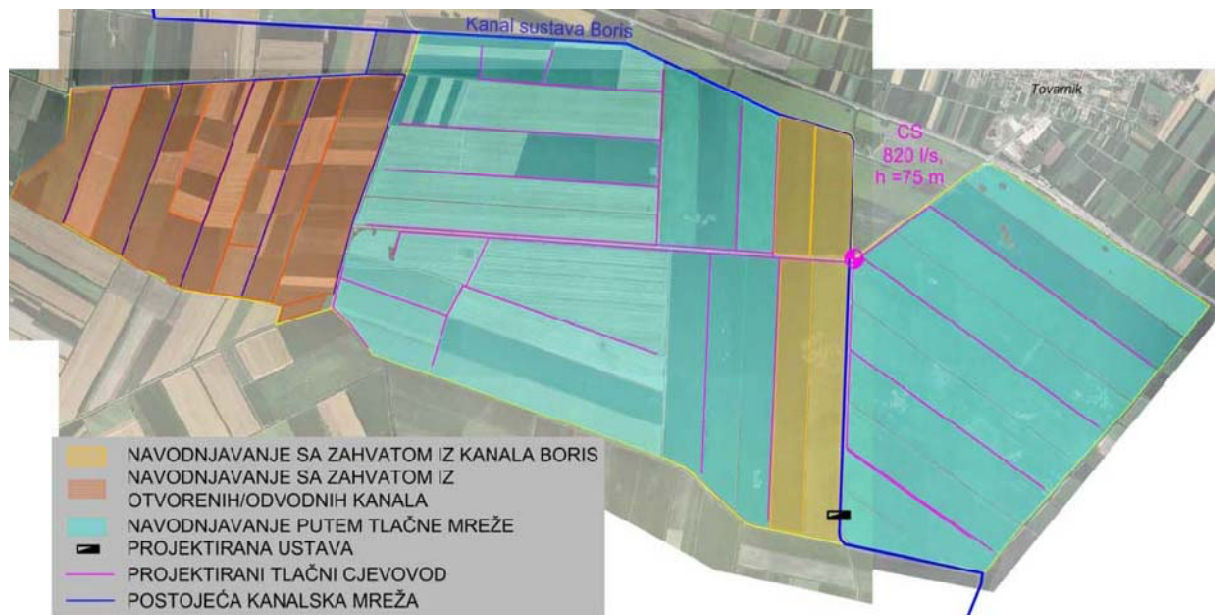 Kanal sustava Boris
Tovarnik
CS
820 l/s,
h =75 m
NAVODNJAVANJE SA ZAHVATOM IZ KANALA BORIS
NAVODNJAVANJE SA ZAHVATOM IZ
OTVORENIH/ODVODNIH KANALA
NAVODNJAVANJE PUTEM TLAČNE MREŽE
PROJEKTIRANA USTAVA
PROJEKTIRANI TLAČNI CJEVOVOD
POSTOJEĆA KANALSKA MREŽA